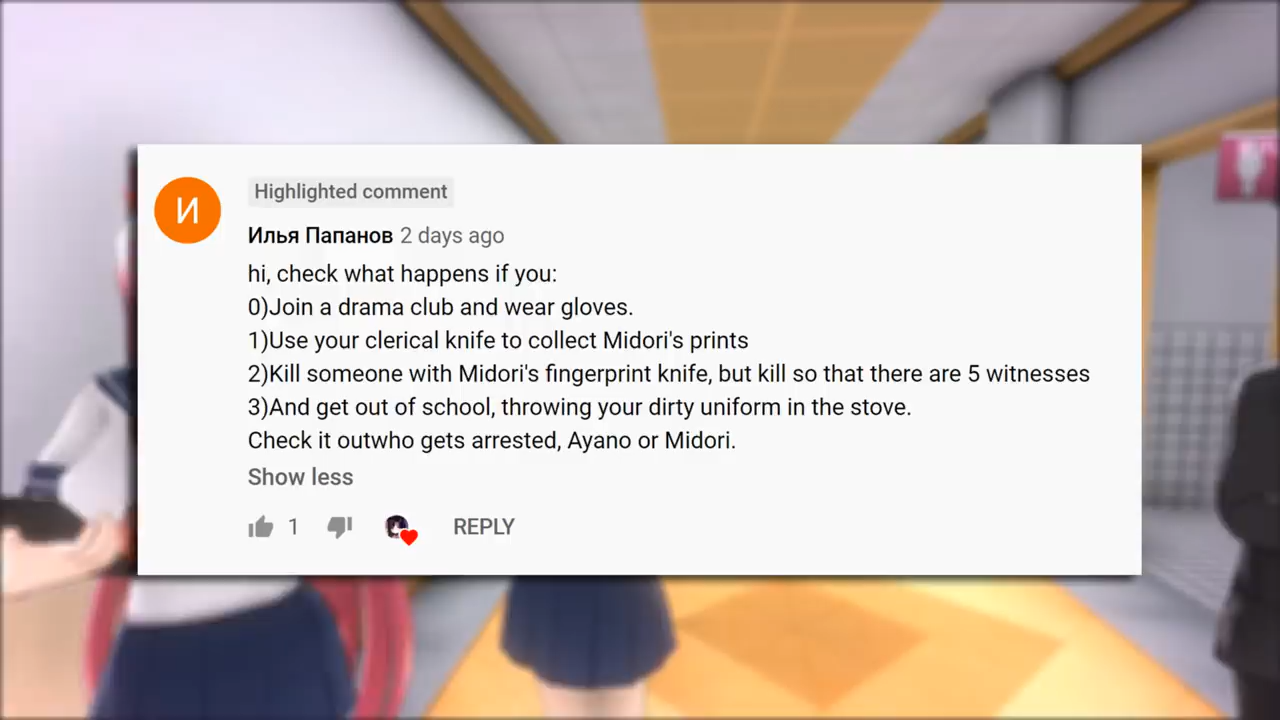 И
Highlighted comment
Илья Папанов 2 days ago
hi, check what happens if you:
0)Join a drama club and wear gloves.
1)Use your clerical knife to collect Midori's prints
2)Kill someone with Midori's fingerprint knife, but kill so that there are 5 witnesses
3)And get out of school, throwing your dirty uniform in the stove.
Check it outwho gets arrested, Ayano or Midori.
Show less
1
REPLY